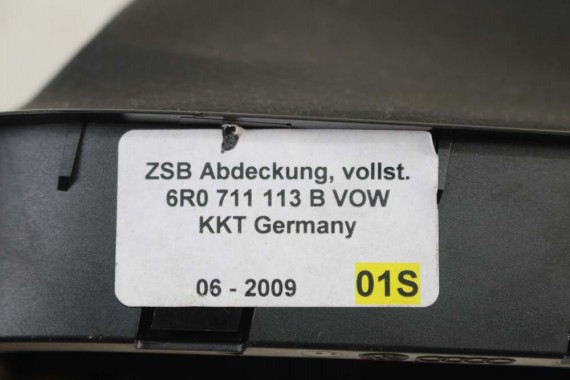 ZSB Abdeckung, vollst.
6R0 711 113 B VOW
KKT Germany
06 - 2009 01S